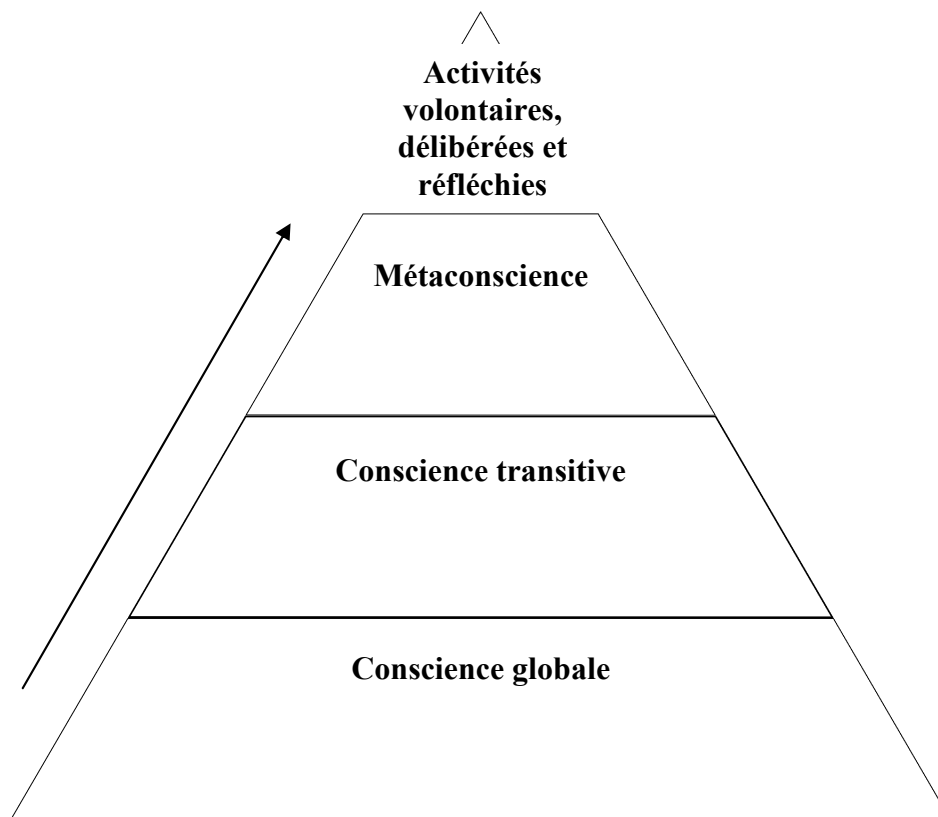 Activités
volontaires,
délibérées et
réfléchies
Métaconscience
Conscience transitive
Conscience globale